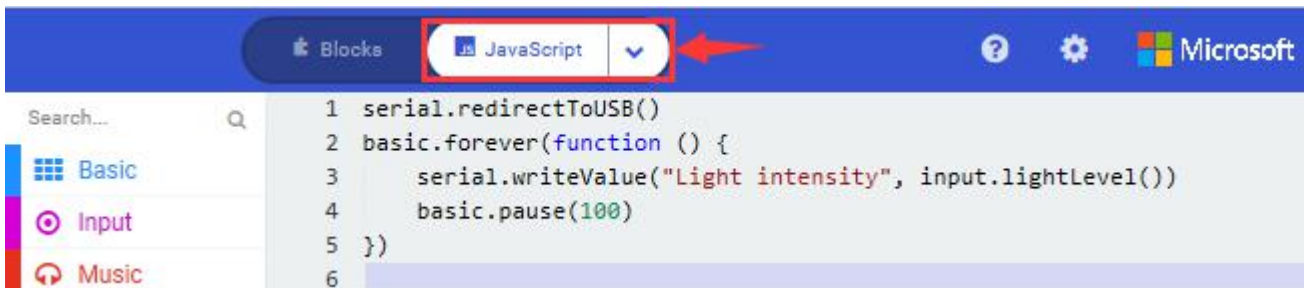 Blocks JS JavaScript Microsoft
Search...
Basic
Input
Music
1 serial.redirectToUSB()
2 basic.forever(function () {
3     serial.writeValue("Light intensity", input.lightLevel())
4     basic.pause(100)
5 })
6